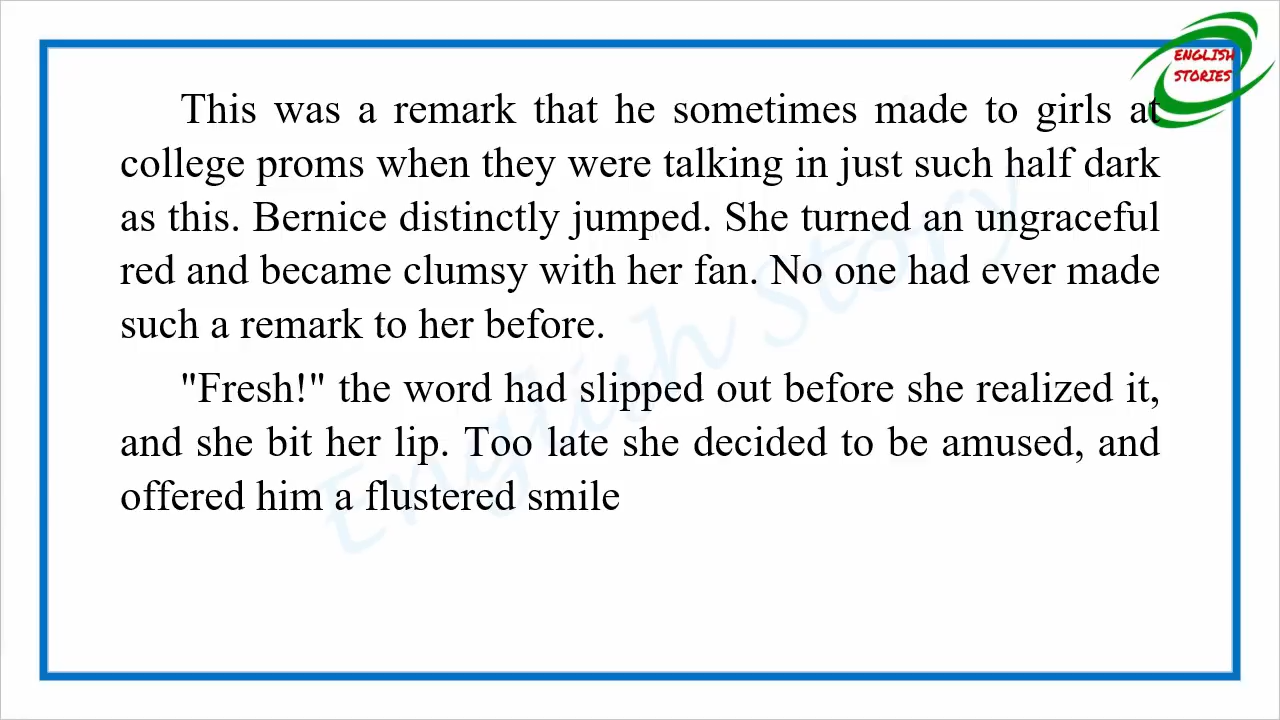 ENGLISH
STORIES
This was a remark that he sometimes made to girls at
college proms when they were talking in just such half dark
as this. Bernice distinctly jumped. She turned an ungraceful
red and became clumsy with her fan. No one had ever made
such a remark to her before.
"Fresh!" the word had slipped out before she realized it,
and she bit her lip. Too late she decided to be amused, and
offered him a flustered smile
English Story